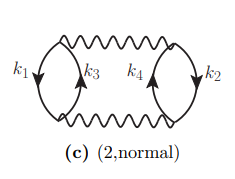 k₁ k₃ k₄ k₂
(c) (2,normal)